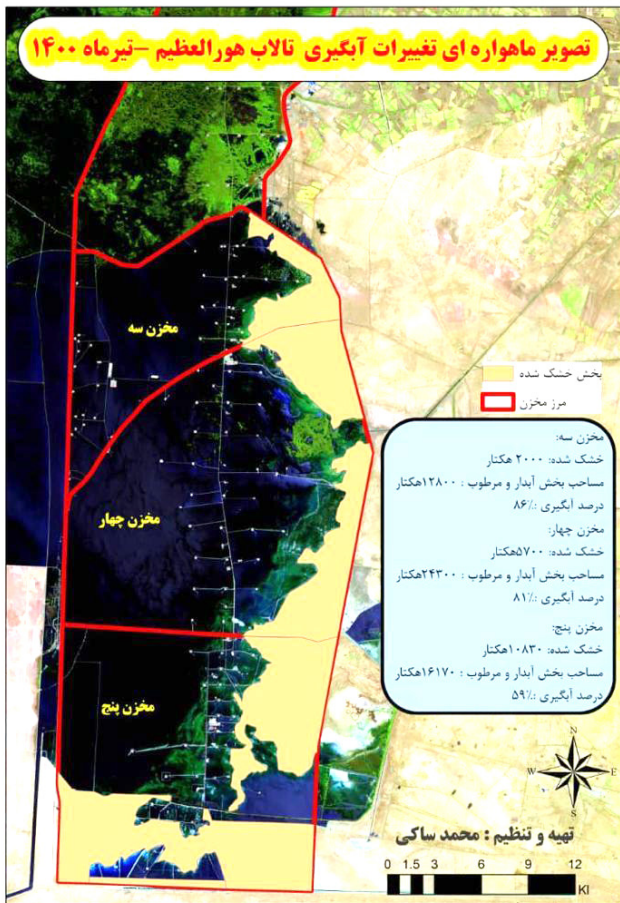 تصویر ماهواره ای تغییرات آبگیری تالاب هورالعظیم –تیرماه ۱۴۰۰
مخزن سه
بخش خشک شده
مرز مخزن
مخزن سه:
خشک شده: ۲۰۰۰ هکتار
مساحب بخش آبدار و مرطوب : ۱۲۸۰۰هکتار
درصد آبگیری :۸۶٪
مخزن چهار:
خشک شده: ۵۷۰۰هکتار
مساحب بخش آبدار و مرطوب : ۲۴۳۰۰هکتار
درصد آبگیری :۸۱٪
مخزن پنج:
خشک شده: ۱۰۸۳۰هکتار
مساحب بخش آبدار و مرطوب : ۱۶۱۷۰هکتار
درصد آبگیری :۵۹٪
مخزن چهار
مخزن پنج
N
W E
S
تهیه و تنظیم : محمد ساکی
0 1.5 3 6 9 12
Kl